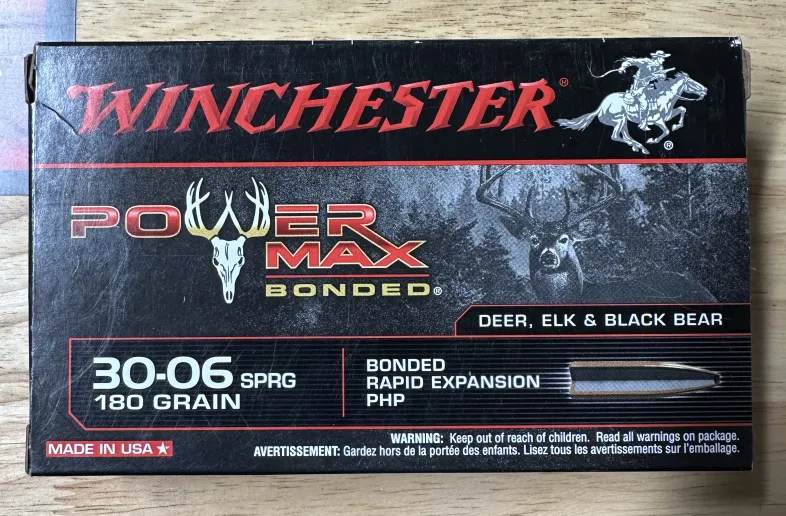 WINCHESTER®
®
POWER
MAX
BONDED®
DEER, ELK & BLACK BEAR
30-06 SPRG
180 GRAIN
BONDED
RAPID EXPANSION
PHP
MADE IN USA
WARNING: Keep out of reach of children. Read all warnings on package.
AVERTISSEMENT: Gardez hors de la portée des enfants. Lisez tous les avertissements sur l'emballage.